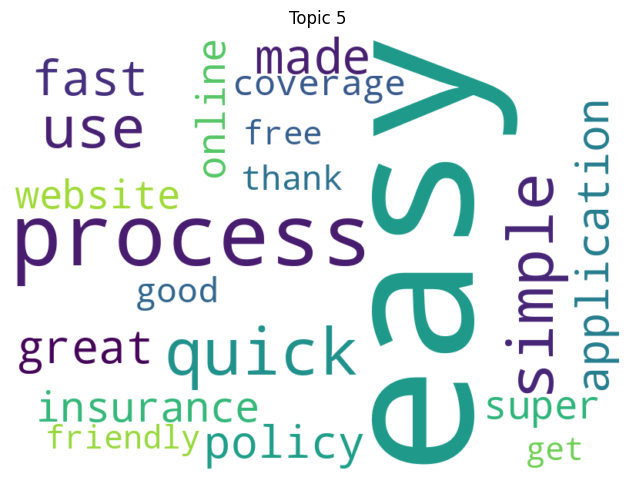 Topic 5
made
fast
online
coverage
use
free
thank
easy
application
website
simple
process
good
great
quick
insurance
super
friendly
policy
get